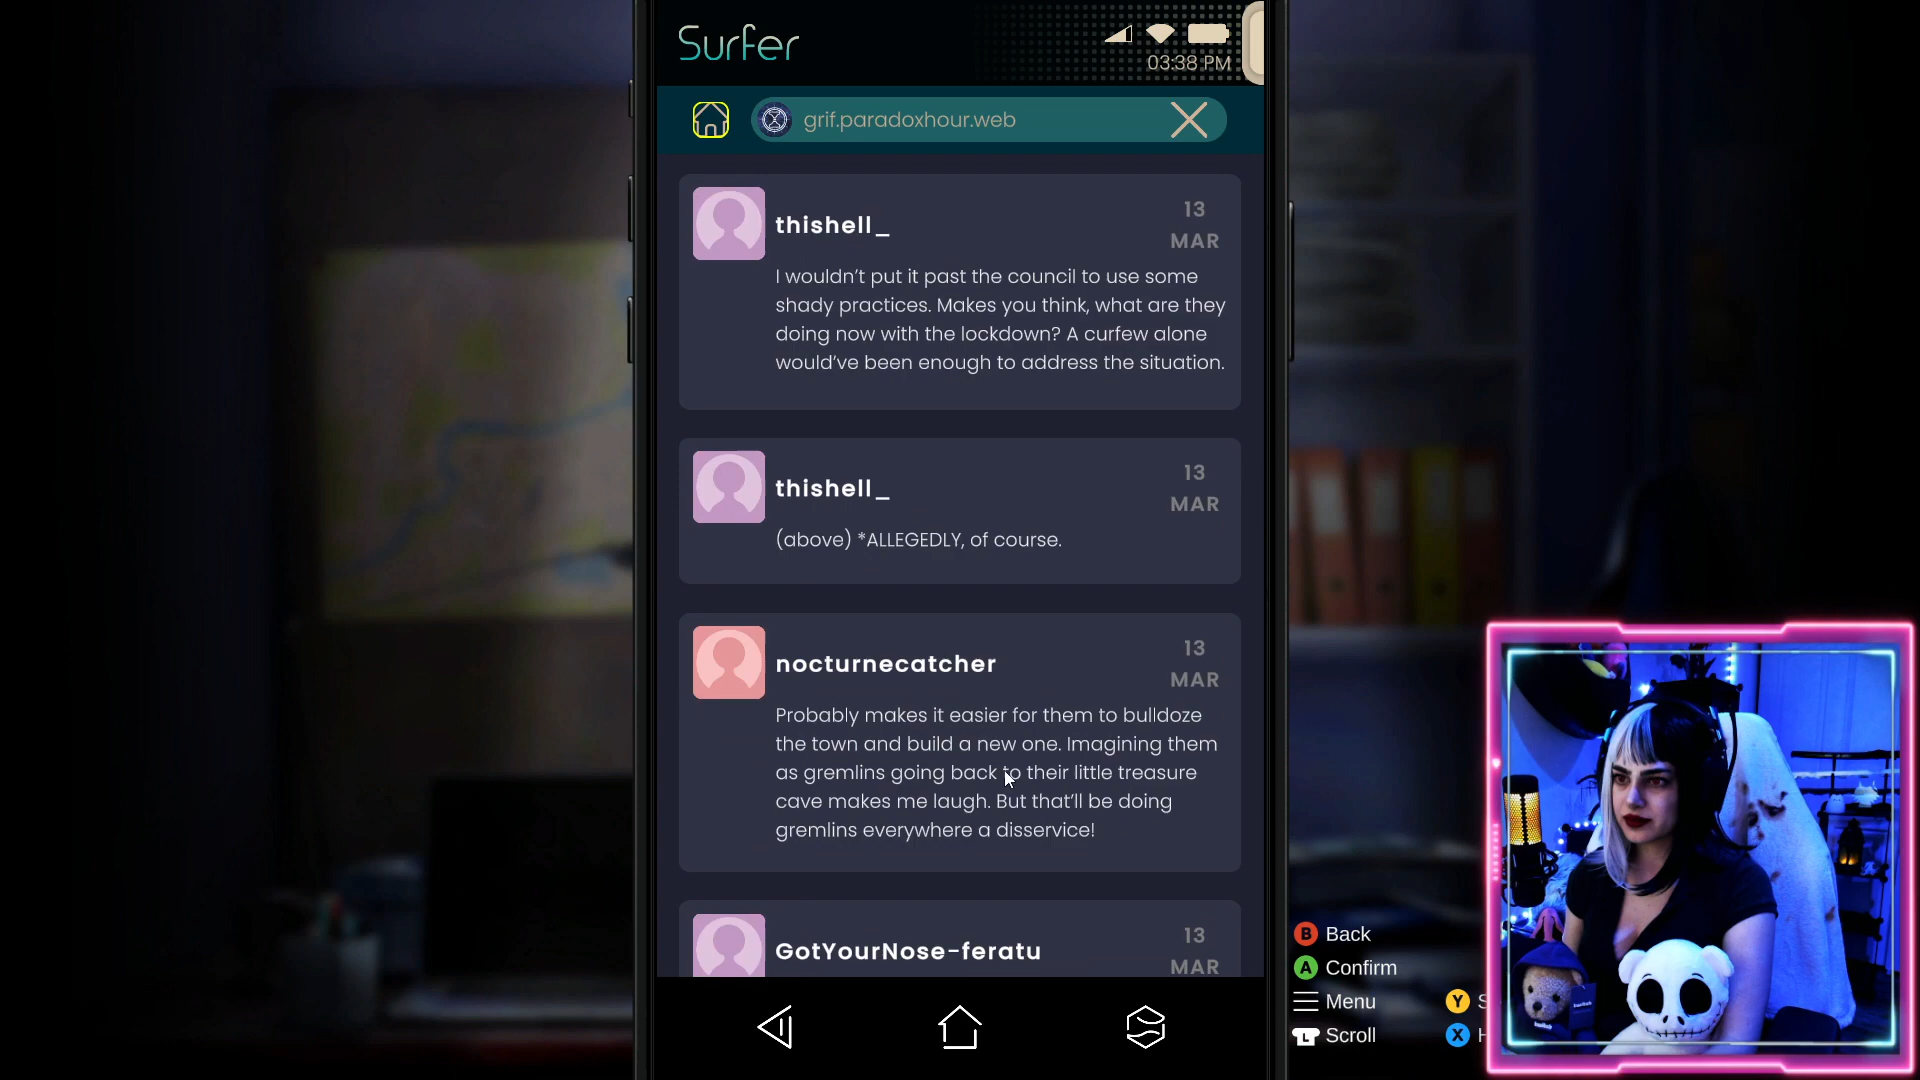 Surfer
03:38 PM
grif.paradoxhour.web
thishell_
13
MAR
I wouldn't put it past the council to use some
shady practices. Makes you think, what are they
doing now with the lockdown? A curfew alone
would've been enough to address the situation.
thishell_
13
MAR
(above) *ALLEGEDLY, of course.
nocturnecatcher
13
MAR
Probably makes it easier for them to bulldoze
the town and build a new one. Imagining them
as gremlins going back to their little treasure
cave makes me laugh. But that'll be doing
gremlins everywhere a disservice!
GotYourNose-feratu
13
MAR
B Back
A Confirm
Menu
Y S
L Scroll
X H